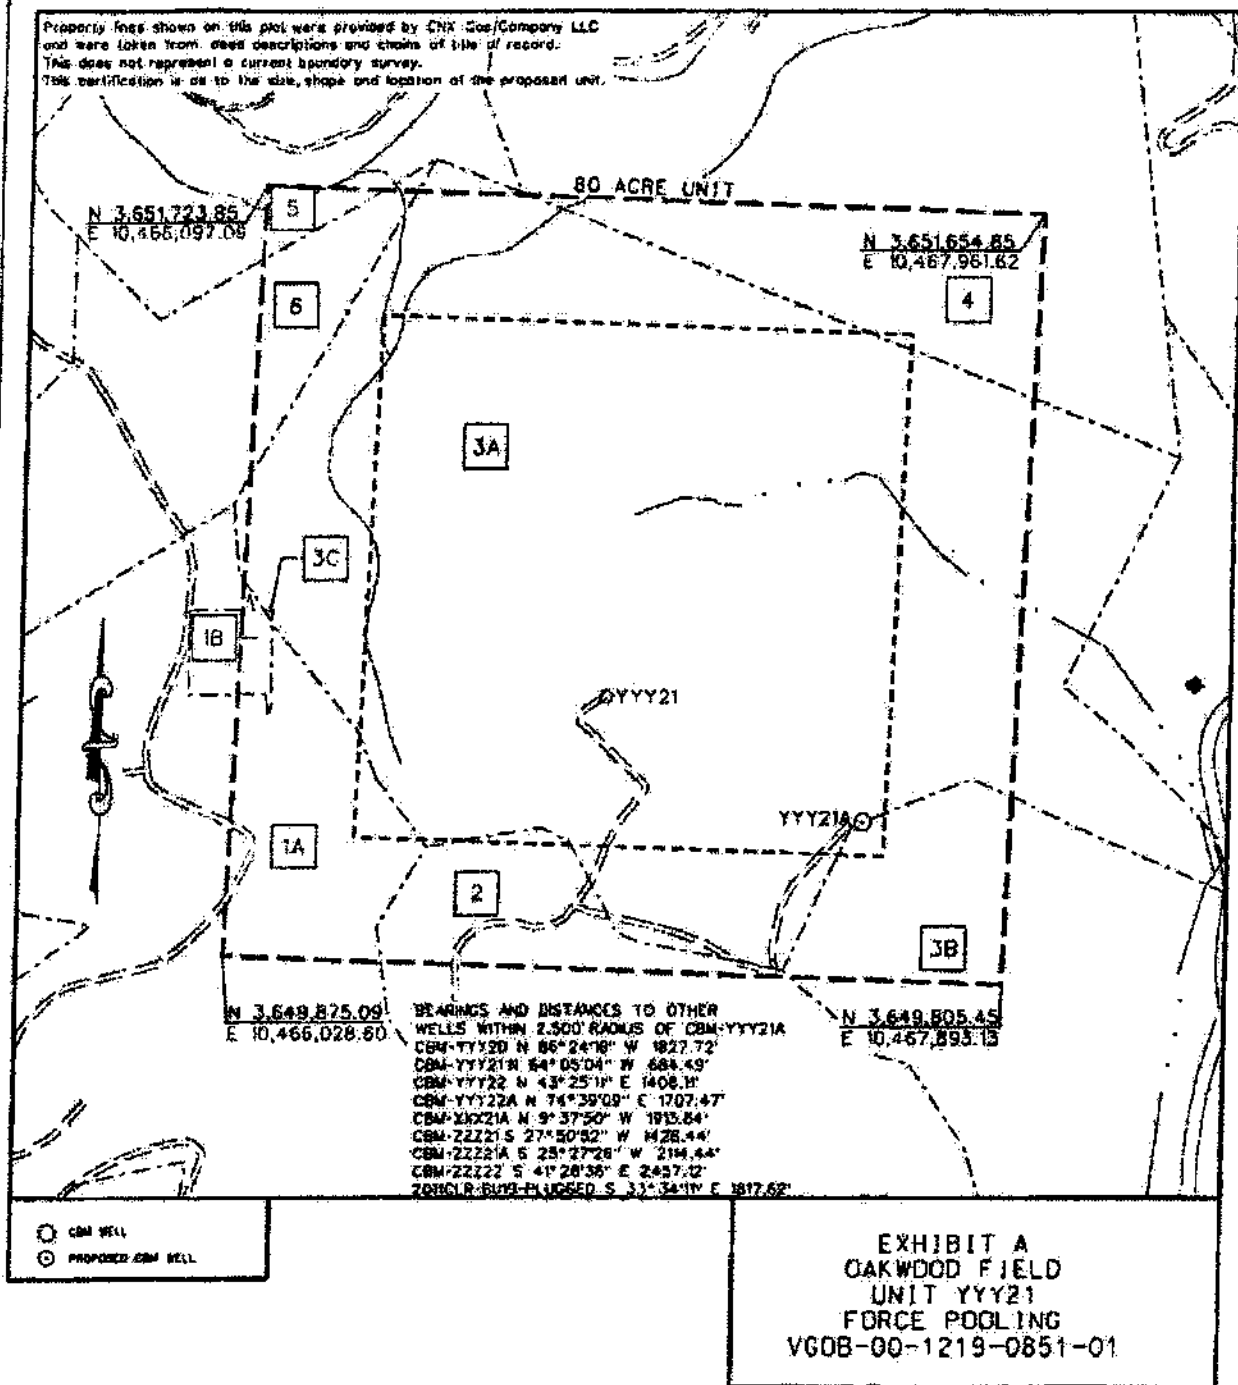 Property lines shown on this plat were provided by CNX Gas Company LLC
and were taken from deed descriptions and chains of title of record.
This does not represent a current boundary survey.
This certification is as to the size, shape and location of the proposed unit.
80 ACRE UNIT
N 3,651,723.85
E 10,466,097.09
5
N 3,651,654.85
E 10,467,961.62
6
4
3A
3C
1B
YYY21
YYY21A
1A
2
3B
N 3,649,875.09
E 10,466,028.60
N 3,649,805.45
E 10,467,893.13
BEARINGS AND DISTANCES TO OTHER
WELLS WITHIN 2,500' RADIUS OF CBM-YYY21A
CBM-YYY20 N 86°24'18" W 1827.72'
CBM-YYY21 N 64°05'04" W 684.49'
CBM-YYY22 N 43°25'11" E 1408.11'
CBM-YYY22A N 74°39'09" E 1707.47'
CBM-XXX21A N 9°37'50" W 1913.84'
CBM-ZZZ21 S 27°50'52" W 1428.44'
CBM-ZZZ21A S 25°27'28" W 2114.44'
CBM-ZZZ22 S 41°28'36" E 2457.12'
PLUGGED S 33°34'11" E 1817.62'
CBM WELL
PROPOSED CBM WELL
EXHIBIT A
OAKWOOD FIELD
UNIT YYY21
FORCE POOLING
VGOB-00-1219-0851-01